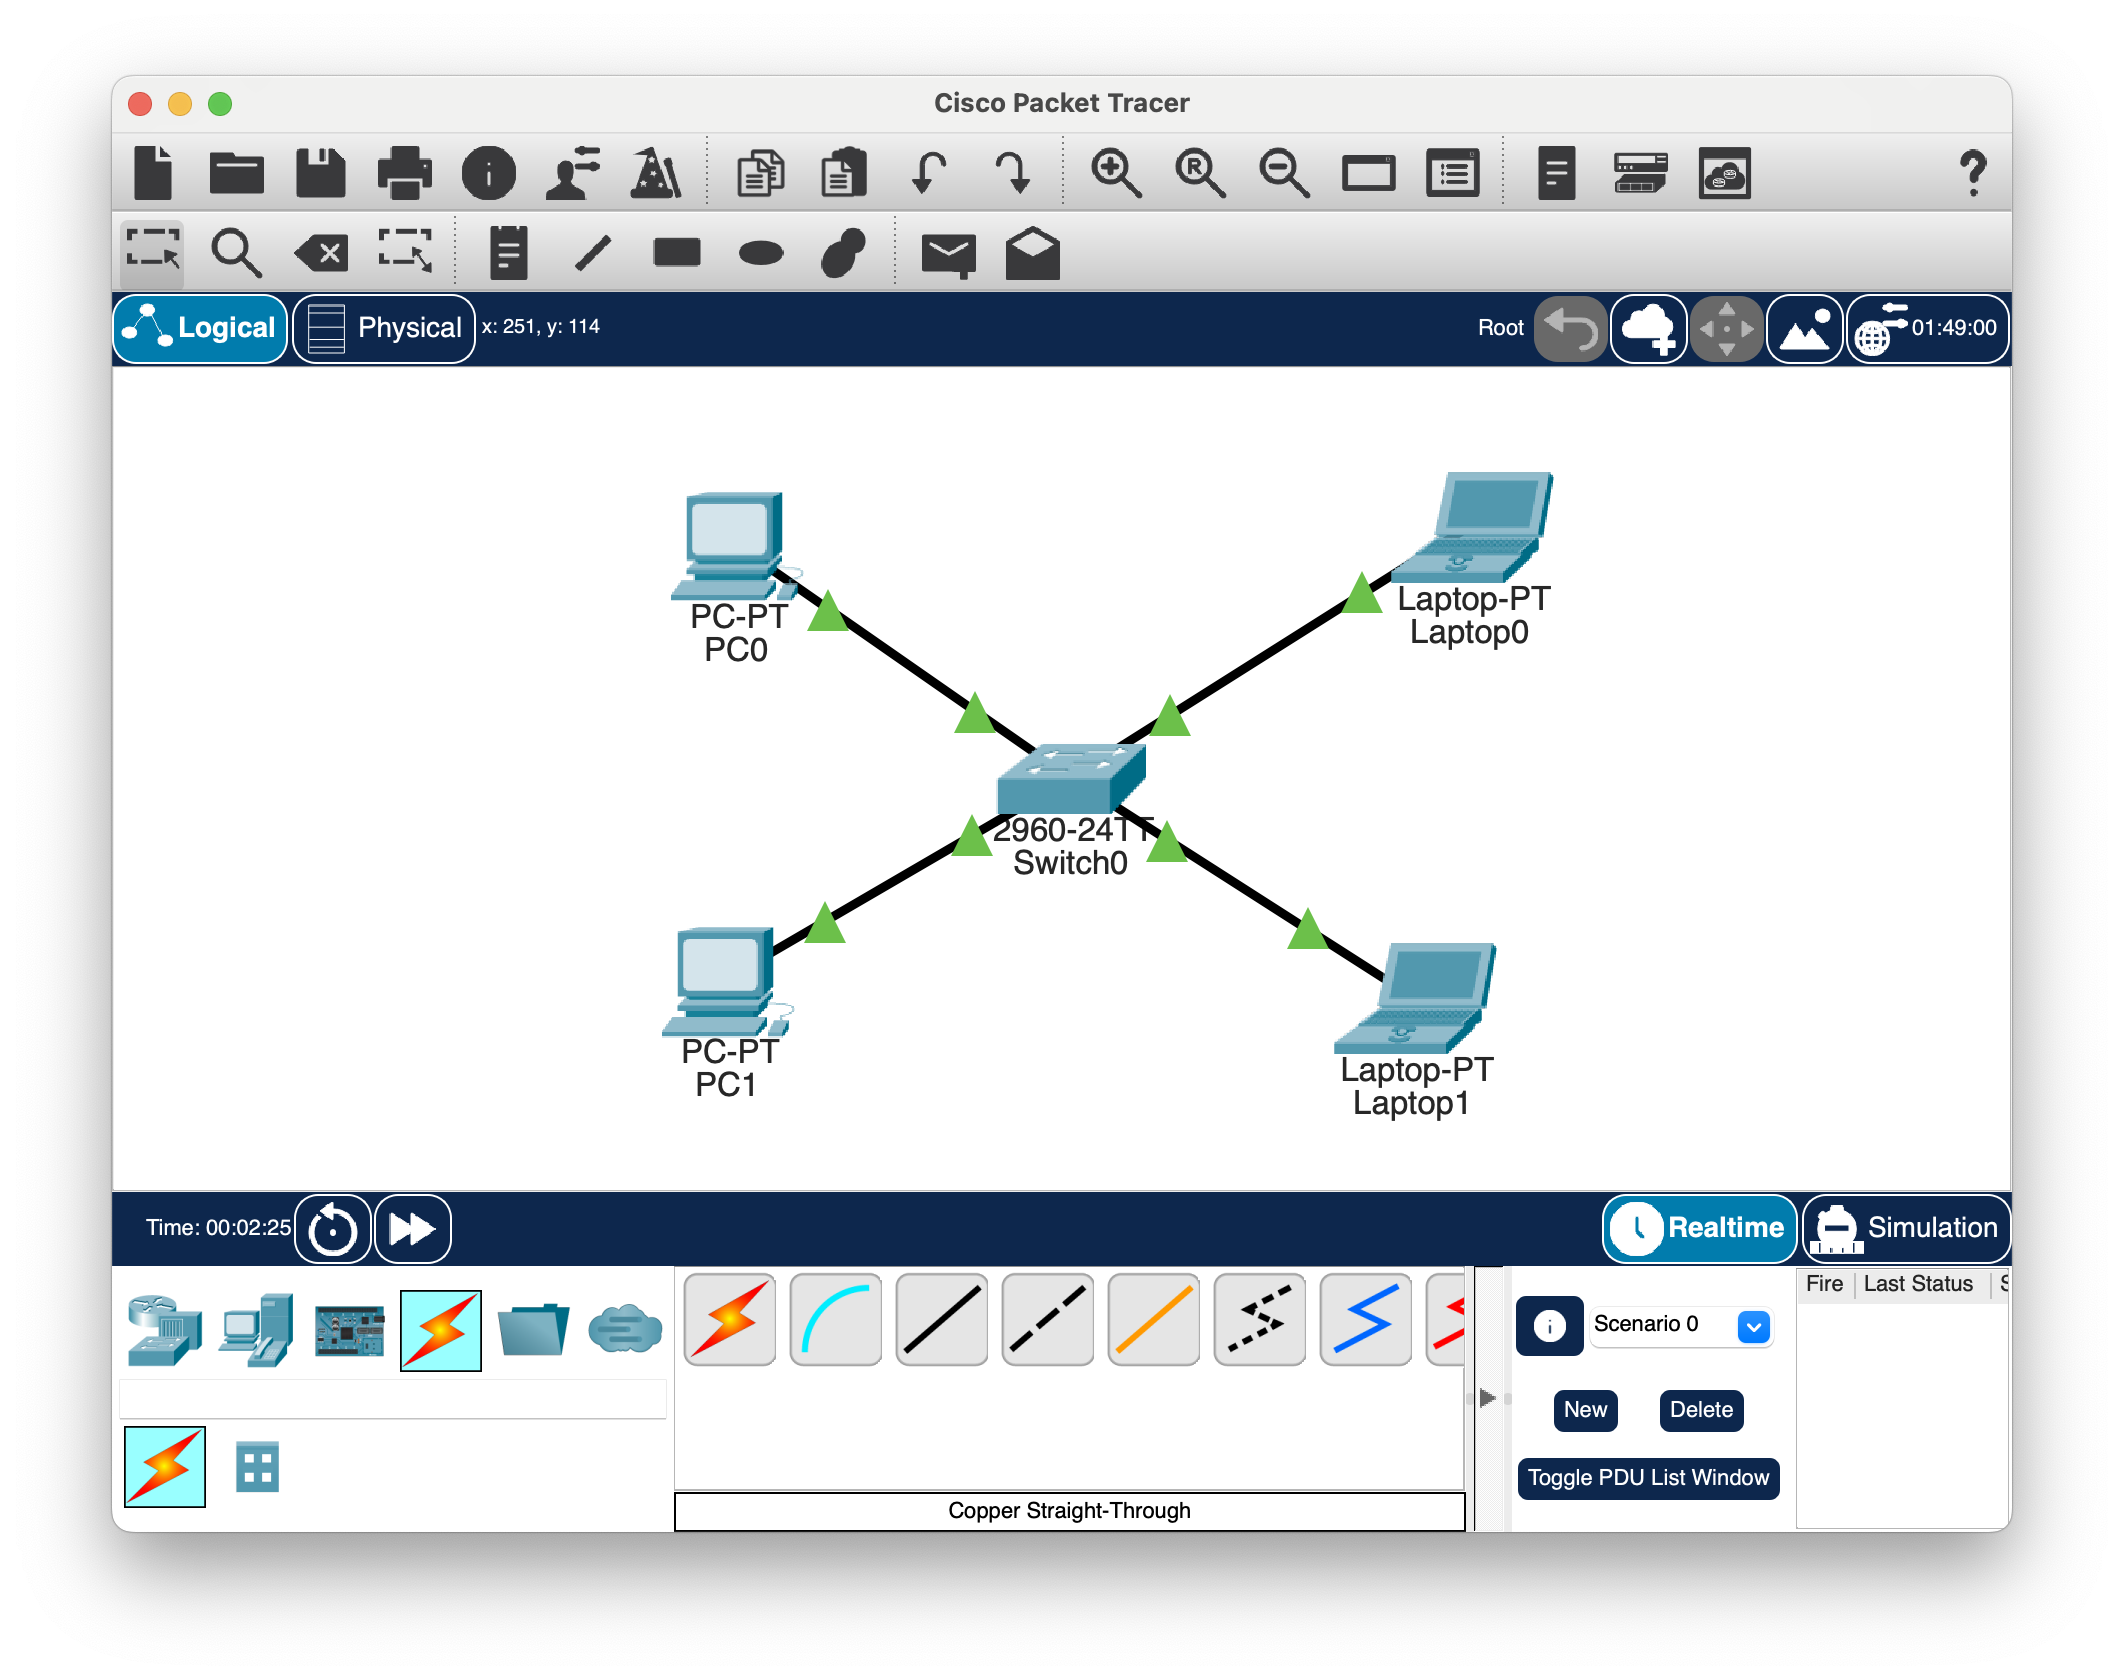 Cisco Packet Tracer
Logical
Physical
x: 251, y: 114
Root
01:49:00
PC-PT
PC0
Laptop-PT
Laptop0
2960-24TT
Switch0
PC-PT
PC1
Laptop-PT
Laptop1
Time: 00:02:25
Realtime
Simulation
Scenario 0
Fire
Last Status
New
Delete
Toggle PDU List Window
Copper Straight-Through